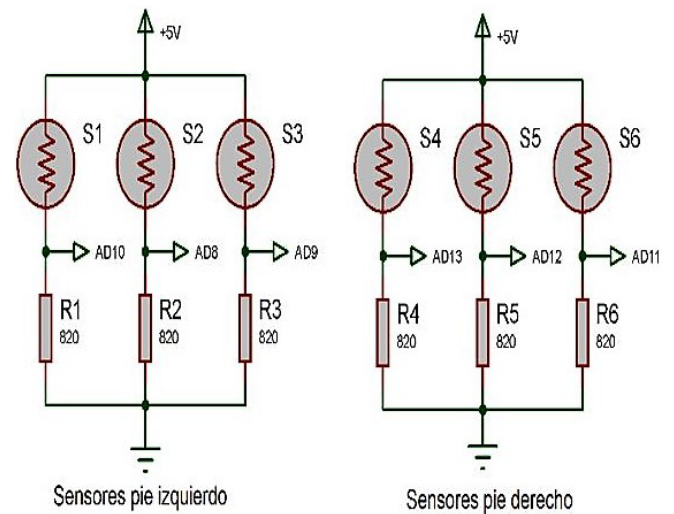 +5V
S1 S2 S3
AD10 AD8 AD9
R1 R2 R3
820 820 820
Sensores pie izquierdo
+5V
S4 S5 S6
AD13 AD12 AD11
R4 R5 R6
820 820 820
Sensores pie derecho